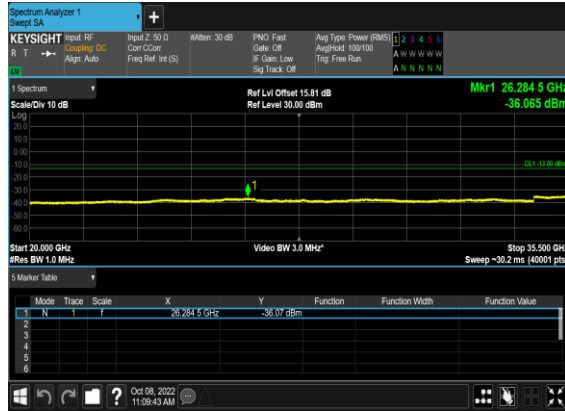 Spectrum Analyzer 1
Swept SA
+
KEYSIGHT Input: RF Input Z: 50 Ω #Atten: 30 dB PNO: Fast Avg Type: Power (RMS) 1 2 3 4 5 6
R T Coupling: DC Corr CCorr Gate: Off Avg|Hold: 100/100 A W W W W W
Align: Auto Freq Ref: Int (S) IF Gain: Low Trig: Free Run
Sig Track: Off A N N N N N
1 Spectrum Ref Lvl Offset 15.81 dB Mkr1 26.284 5 GHz
Scale/Div 10 dB Ref Level 30.00 dBm -36.065 dBm
Log
20.0
10.0
0.00
-10.0 DL1 -13.00 dBm
-20.0
-30.0 1
-40.0
-50.0
-60.0
Start 20.000 GHz Video BW 3.0 MHz* Stop 35.500 GHz
#Res BW 1.0 MHz Sweep ~30.2 ms (40001 pts)
5 Marker Table
Mode Trace Scale X Y Function Function Width Function Value
1 N 1 f 26.284 5 GHz -36.07 dBm
2
3
4
5
6
? Oct 08, 2022
11:09:43 AM